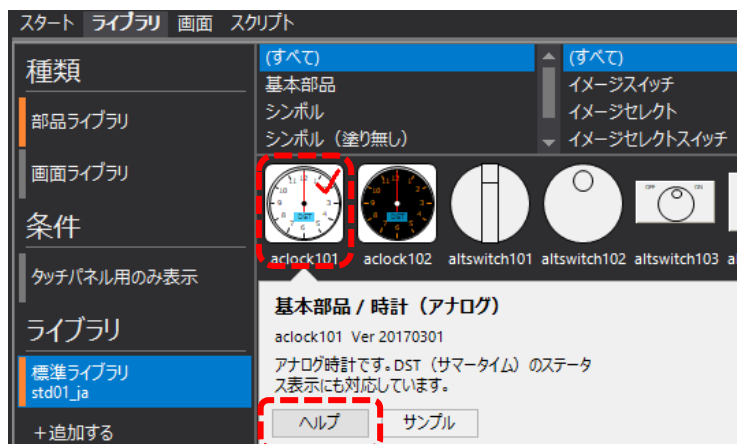 スタート ライブラリ 画面 スクリプト
種類
部品ライブラリ
画面ライブラリ
条件
タッチパネル用のみ表示
ライブラリ
標準ライブラリ
std01_ja
+追加する
(すべて)
基本部品
シンボル
シンボル（塗り無し）
(すべて)
イメージスイッチ
イメージセレクト
イメージセレクトスイッチ
DST
OFF ON
aclock101 aclock102 altswitch101 altswitch102 altswitch103
基本部品 / 時計（アナログ）
aclock101 Ver 20170301
アナログ時計です。DST（サマータイム）のステータ
ス表示にも対応しています。
ヘルプ サンプル